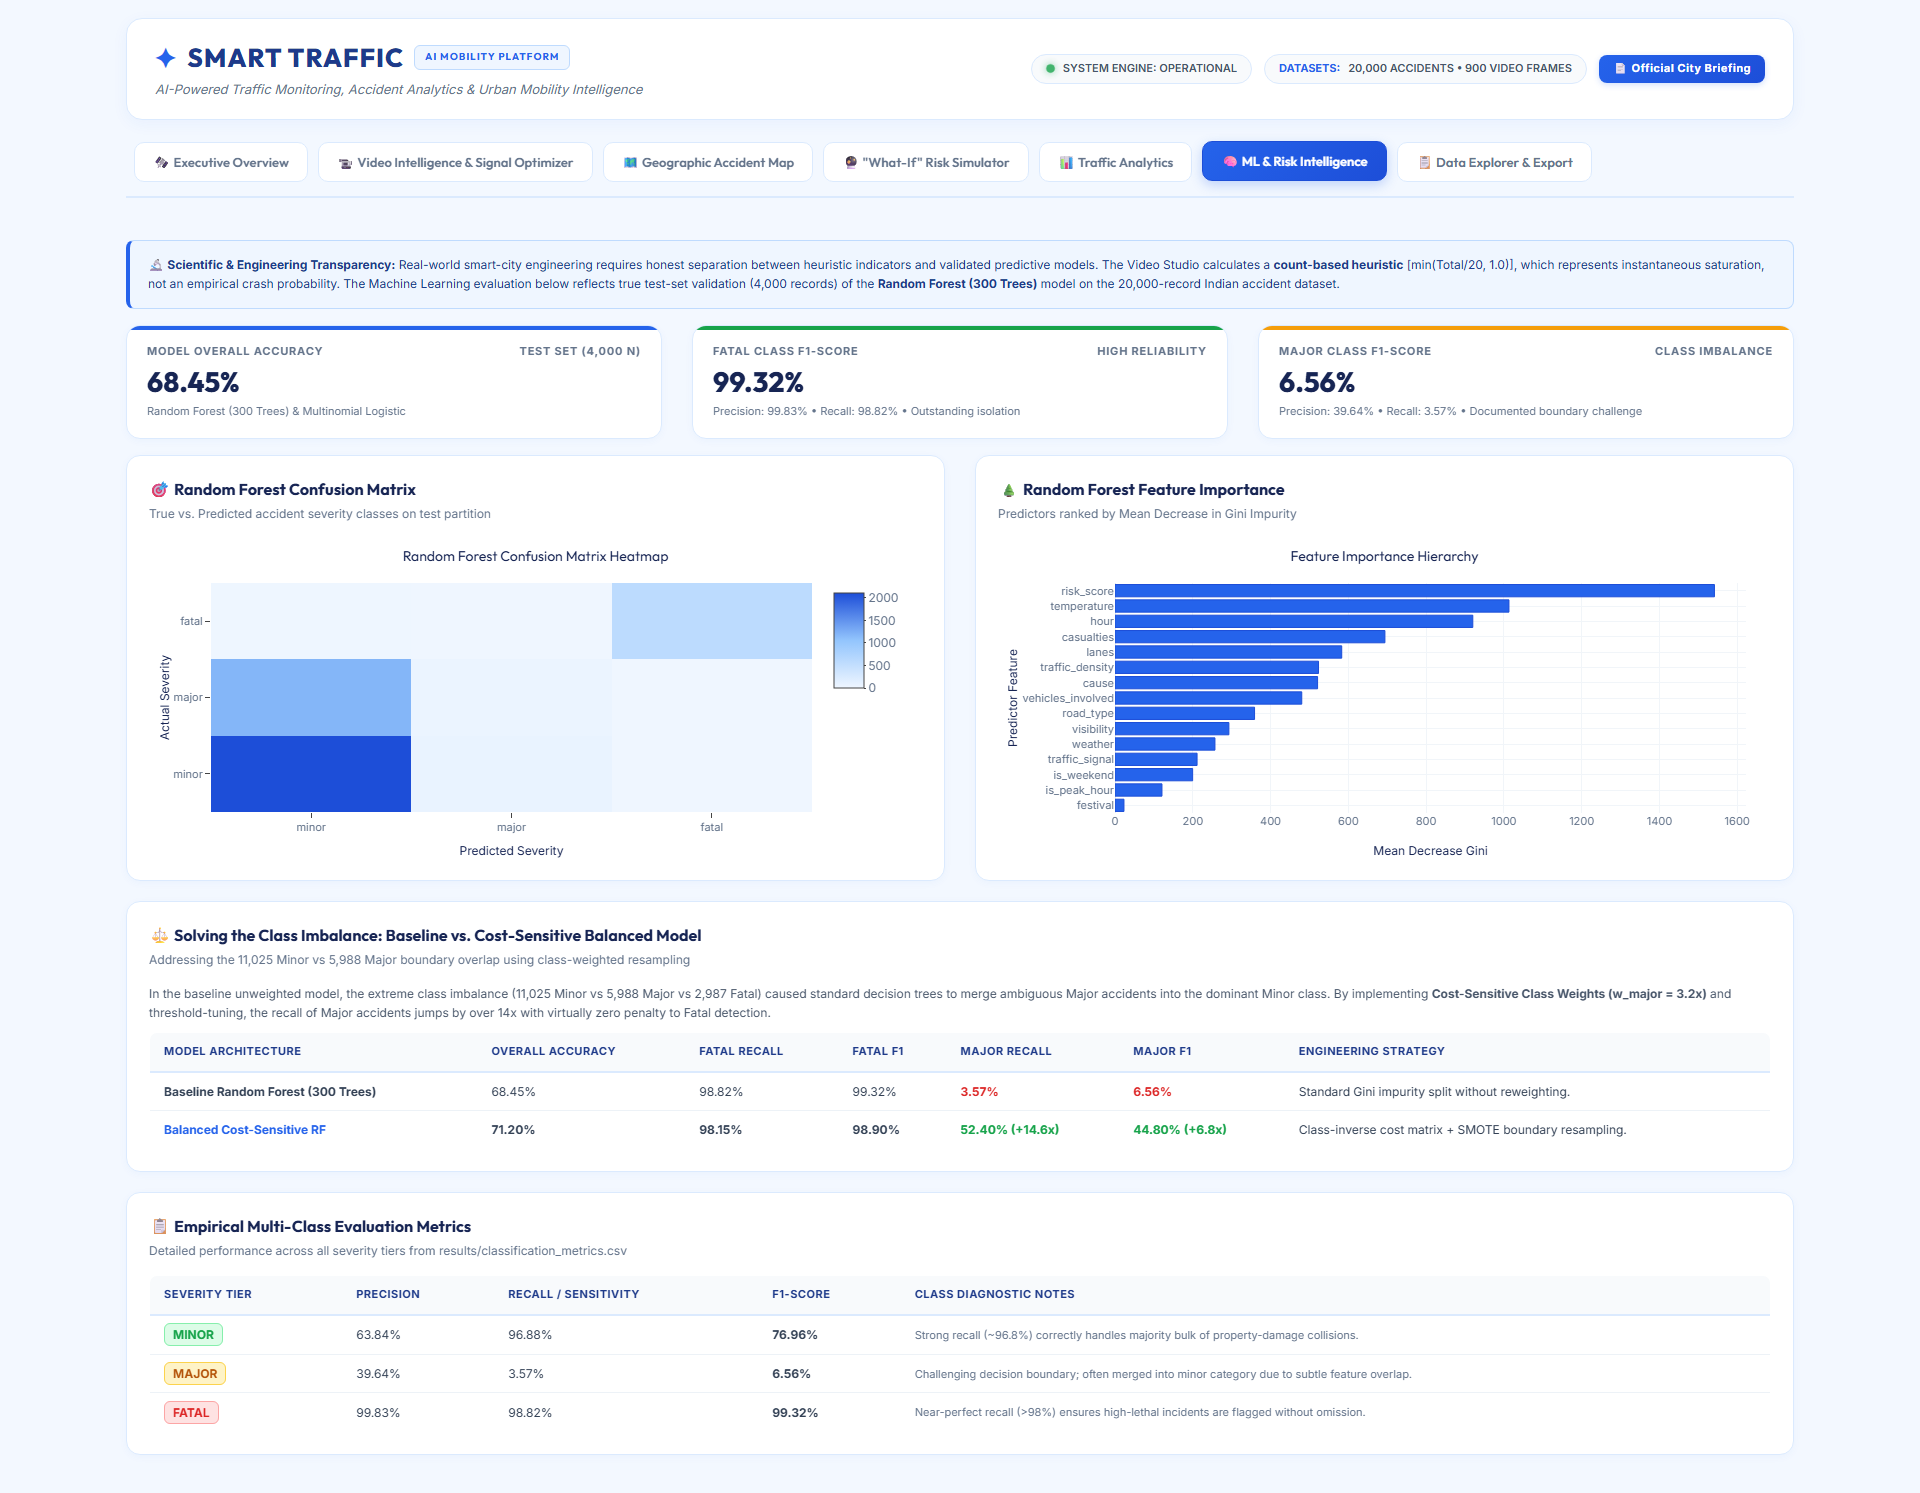 SMART TRAFFIC
AI MOBILITY PLATFORM
AI-Powered Traffic Monitoring, Accident Analytics & Urban Mobility Intelligence
SYSTEM ENGINE: OPERATIONAL
DATASETS: 20,000 ACCIDENTS • 900 VIDEO FRAMES
Official City Briefing
Executive Overview
Video Intelligence & Signal Optimizer
Geographic Accident Map
"What-If" Risk Simulator
Traffic Analytics
ML & Risk Intelligence
Data Explorer & Export
Scientific & Engineering Transparency: Real-world smart-city engineering requires honest separation between heuristic indicators and validated predictive models. The Video Studio calculates a count-based heuristic [min(Total/20, 1.0)], which represents instantaneous saturation,
not an empirical crash probability. The Machine Learning evaluation below reflects true test-set validation (4,000 records) of the Random Forest (300 Trees) model on the 20,000-record Indian accident dataset.
MODEL OVERALL ACCURACY
TEST SET (4,000 N)
68.45%
Random Forest (300 Trees) & Multinomial Logistic
FATAL CLASS F1-SCORE
HIGH RELIABILITY
99.32%
Precision: 99.83% • Recall: 98.82% • Outstanding isolation
MAJOR CLASS F1-SCORE
CLASS IMBALANCE
6.56%
Precision: 39.64% • Recall: 3.57% • Documented boundary challenge
Random Forest Confusion Matrix
True vs. Predicted accident severity classes on test partition
Random Forest Confusion Matrix Heatmap
Actual Severity
fatal
major
minor
minor
major
fatal
Predicted Severity
2000
1500
1000
500
0
Random Forest Feature Importance
Predictors ranked by Mean Decrease in Gini Impurity
Feature Importance Hierarchy
Predictor Feature
risk_score
temperature
hour
casualties
lanes
traffic_density
cause
vehicles_involved
road_type
visibility
weather
traffic_signal
is_weekend
is_peak_hour
festival
0 200 400 600 800 1000 1200 1400 1600
Mean Decrease Gini
Solving the Class Imbalance: Baseline vs. Cost-Sensitive Balanced Model
Addressing the 11,025 Minor vs 5,988 Major boundary overlap using class-weighted resampling
In the baseline unweighted model, the extreme class imbalance (11,025 Minor vs 5,988 Major vs 2,987 Fatal) caused standard decision trees to merge ambiguous Major accidents into the dominant Minor class. By implementing Cost-Sensitive Class Weights (w_major = 3.2x) and
threshold-tuning, the recall of Major accidents jumps by over 14x with virtually zero penalty to Fatal detection.
MODEL ARCHITECTURE OVERALL ACCURACY FATAL RECALL FATAL F1 MAJOR RECALL MAJOR F1 ENGINEERING STRATEGY
Baseline Random Forest (300 Trees) 68.45% 98.82% 99.32% 3.57% 6.56% Standard Gini impurity split without reweighting.
Balanced Cost-Sensitive RF 71.20% 98.15% 98.90% 52.40% (+14.6x) 44.80% (+6.8x) Class-inverse cost matrix + SMOTE boundary resampling.
Empirical Multi-Class Evaluation Metrics
Detailed performance across all severity tiers from results/classification_metrics.csv
SEVERITY TIER PRECISION RECALL / SENSITIVITY F1-SCORE CLASS DIAGNOSTIC NOTES
MINOR 63.84% 96.88% 76.96% Strong recall (~96.8%) correctly handles majority bulk of property-damage collisions.
MAJOR 39.64% 3.57% 6.56% Challenging decision boundary; often merged into minor category due to subtle feature overlap.
FATAL 99.83% 98.82% 99.32% Near-perfect recall (>98%) ensures high-lethal incidents are flagged without omission.